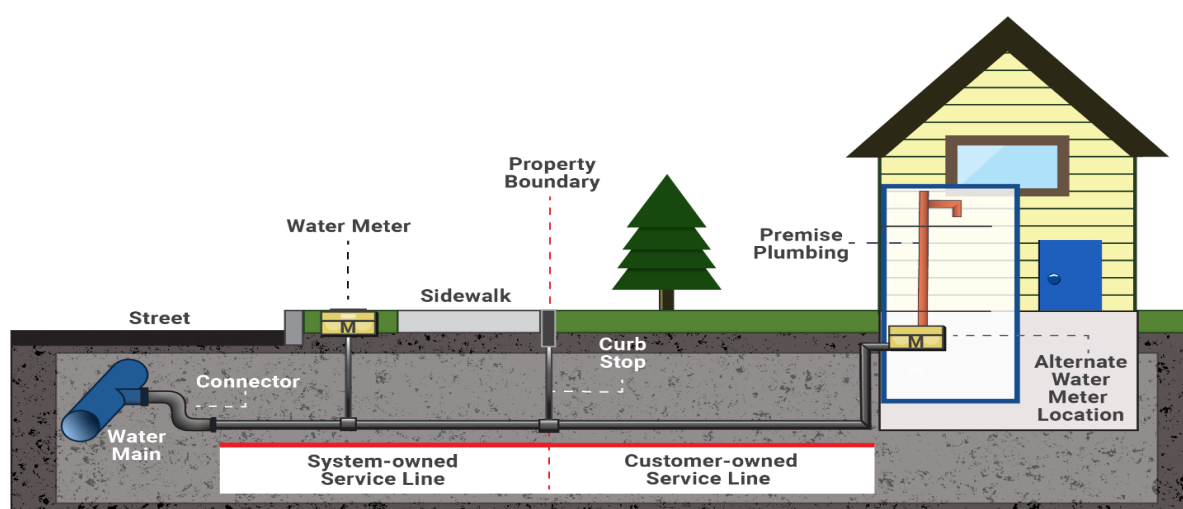 Property
Boundary
Water Meter
Premise
Plumbing
Sidewalk
Street
M
Curb
Stop
M
Connector
Alternate
Water
Meter
Location
Water
Main
System-owned
Service Line
Customer-owned
Service Line